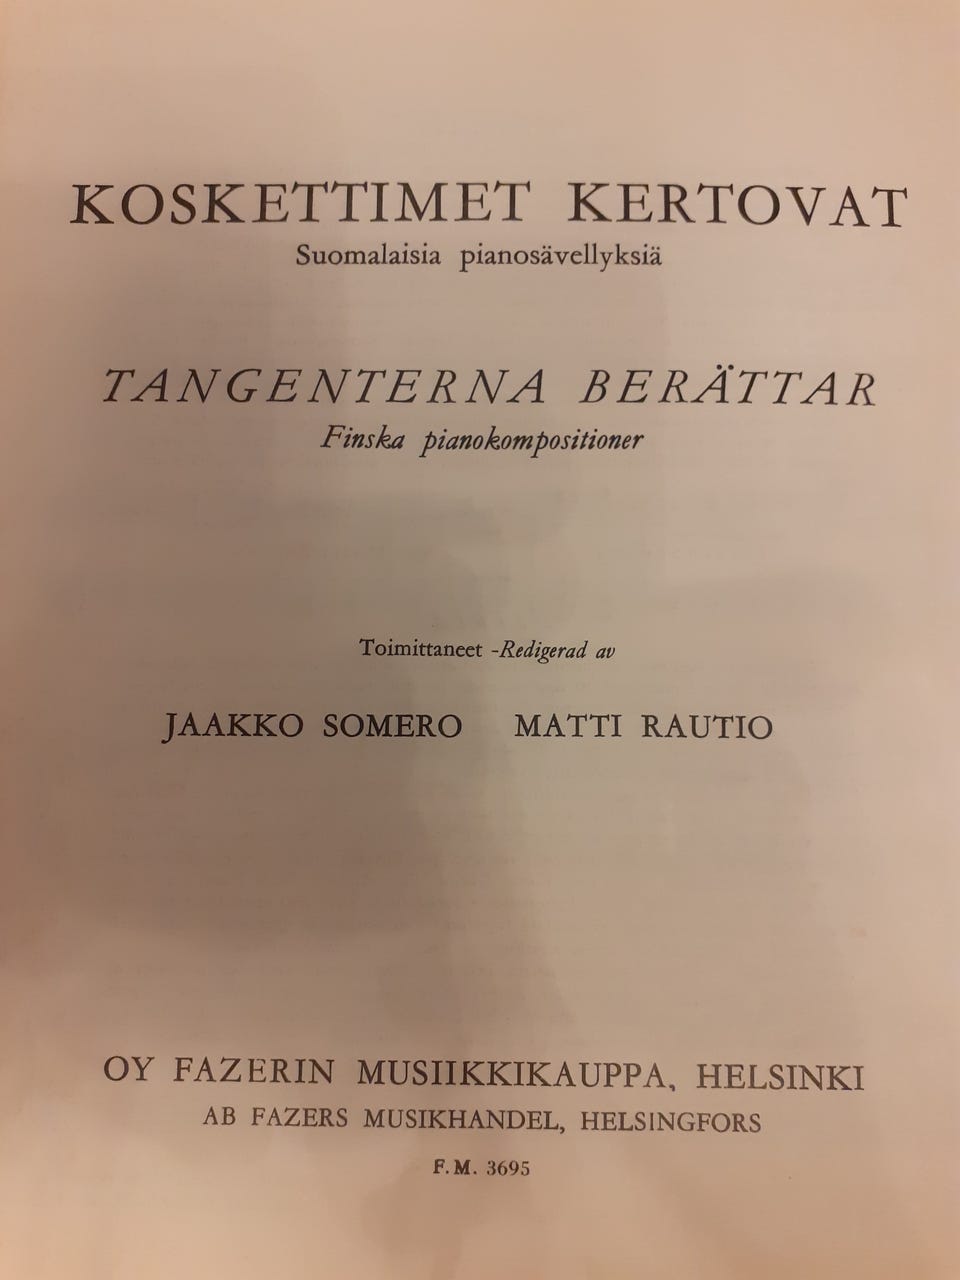 KOSKETTIMET KERTOVAT
Suomalaisia pianosävellyksiä
TANGENTERNA BERÄTTAR
Finska pianokompositioner
Toimittaneet -Redigerad av
JAAKKO SOMERO MATTI RAUTIO
OY FAZERIN MUSIIKKIKAUPPA, HELSINKI
AB FAZERS MUSIKHANDEL, HELSINGFORS
F.M. 3695